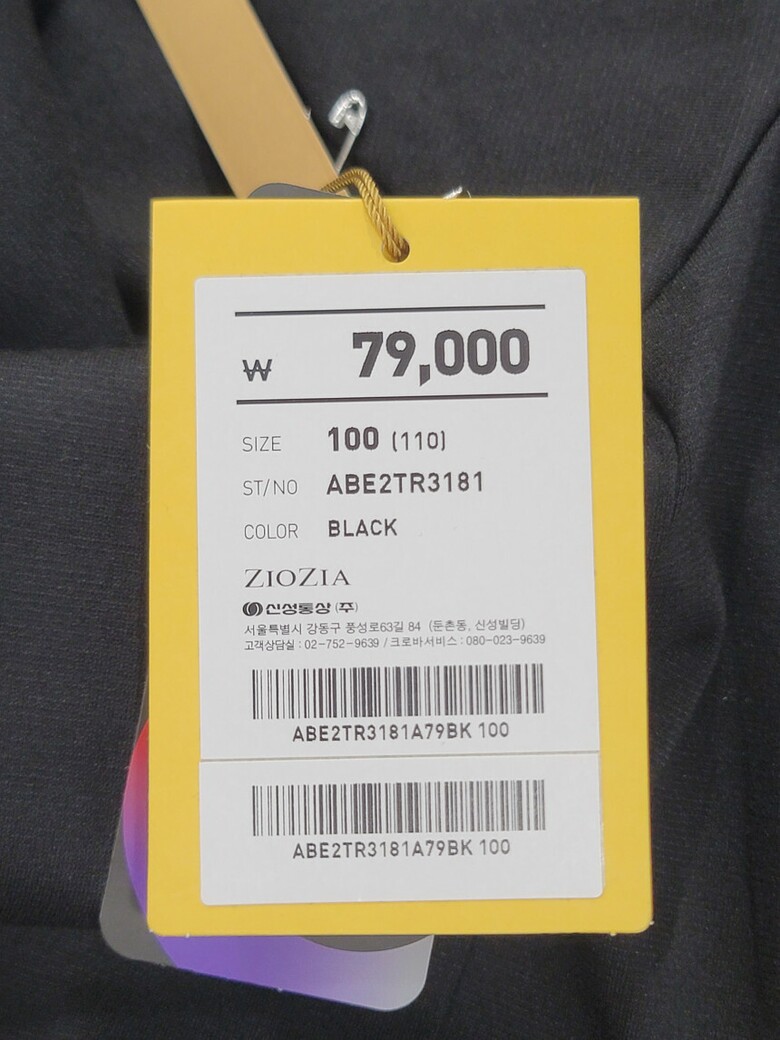 ₩ 79,000
SIZE 100 (110)
ST/NO ABE2TR3181
COLOR BLACK
ZIOZIA
신성통상(주)
서울특별시 강동구 풍성로63길 84 (둔촌동, 신성빌딩)
고객상담실 : 02-752-9639 / 크로바서비스 : 080-023-9639
ABE2TR3181A79BK 100
ABE2TR3181A79BK 100